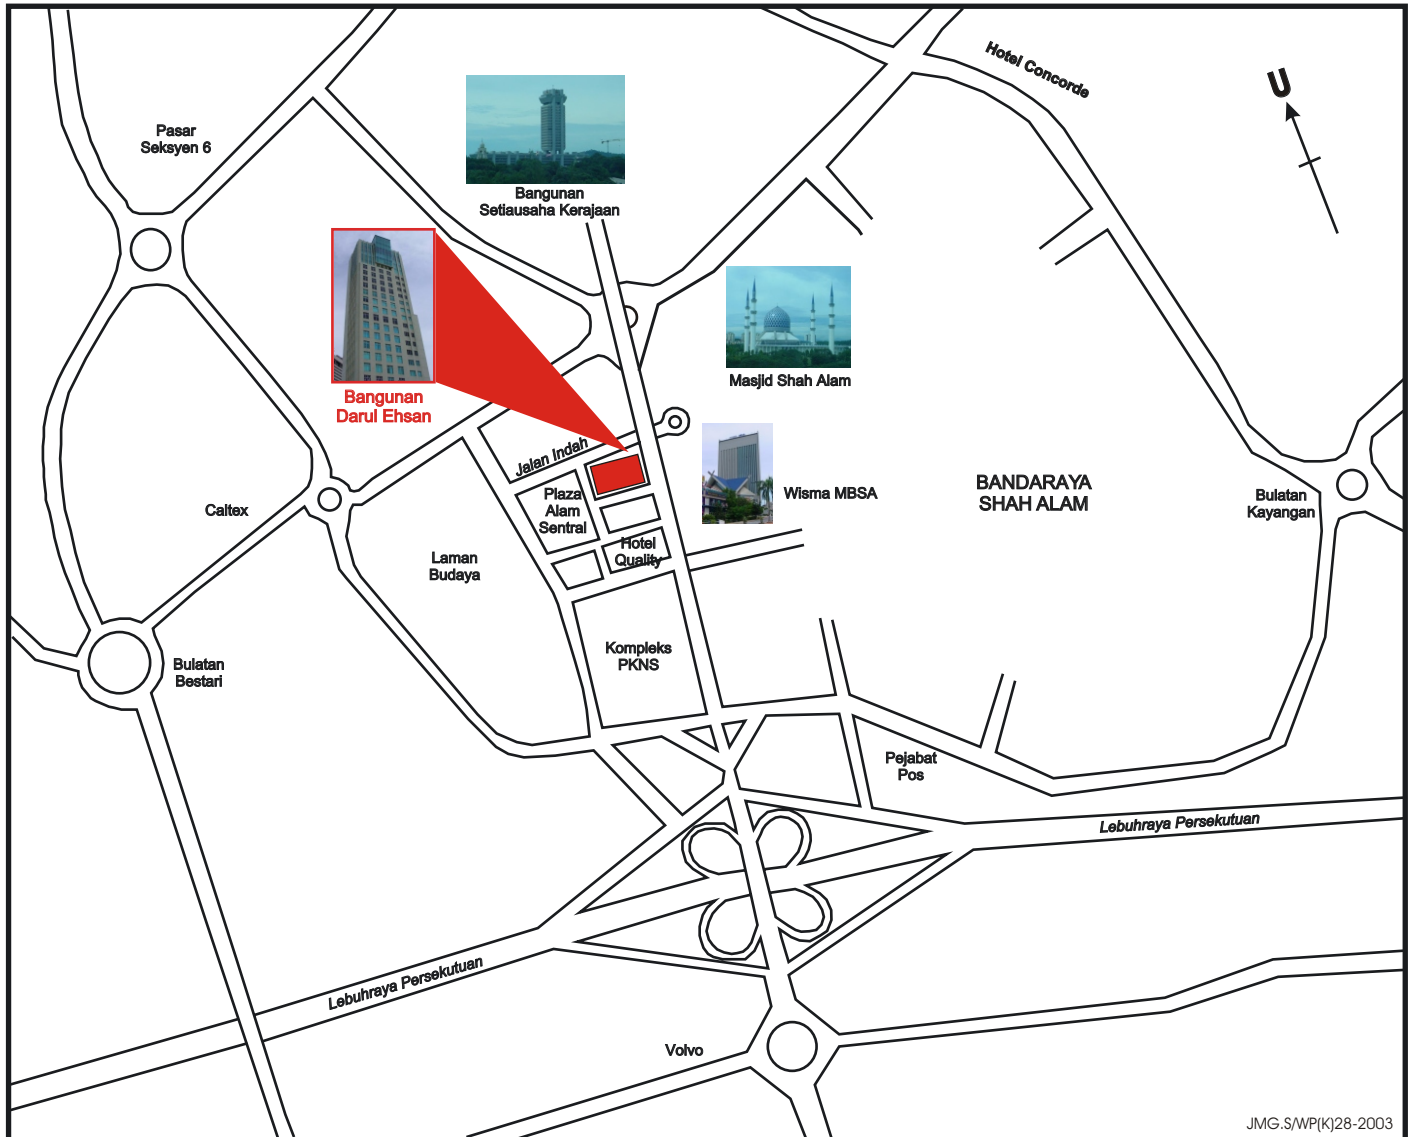 Hotel Concorde
U
Pasar
Seksyen 6
Bangunan
Setiausaha Kerajaan
Masjid Shah Alam
Bangunan
Darul Ehsan
Jalan Indah
Plaza
Alam
Sentral
Wisma MBSA
BANDARAYA
SHAH ALAM
Bulatan
Kayangan
Caltex
Hotel
Quality
Laman
Budaya
Kompleks
PKNS
Bulatan
Bestari
Pejabat
Pos
Lebuhraya Persekutuan
Lebuhraya Persekutuan
Volvo
JMG.S/WP(K)28-2003